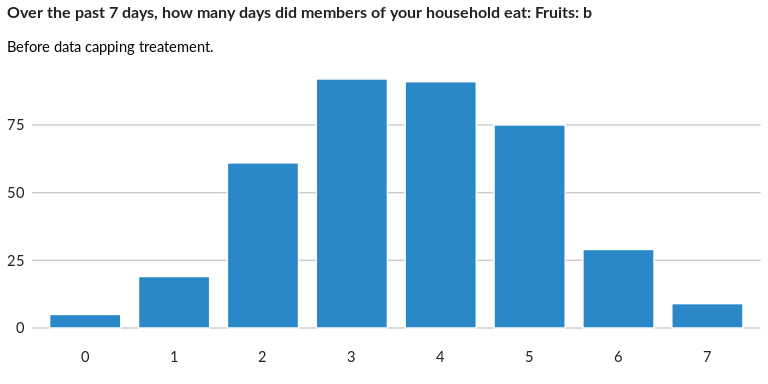 Over the past 7 days, how many days did members of your household eat: Fruits: b
Before data capping treatement.
75
50
25
0
0 1 2 3 4 5 6 7